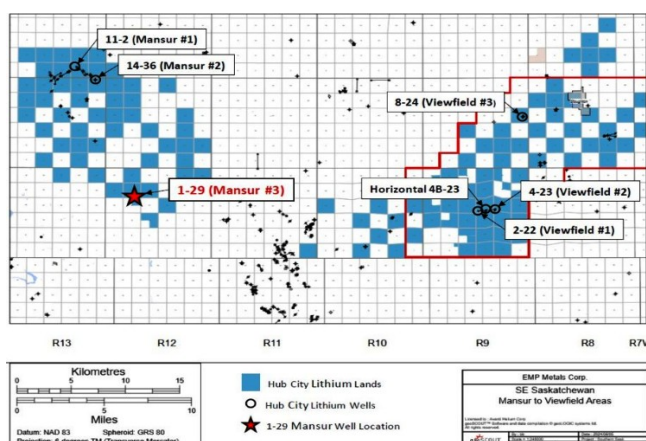 11-2 (Mansur #1)
14-36 (Mansur #2)
8-24 (Viewfield #3)
1-29 (Mansur #3)
Horizontal 4B-23
4-23 (Viewfield #2)
2-22 (Viewfield #1)
R13 R12 R11 R10 R9 R8 R7W
Kilometres
0 5 10 15
0 5 10
Miles
Datum: NAD 83 Spheroid: GRS 80
Hub City Lithium Lands
Hub City Lithium Wells
1-29 Mansur Well Location
EMP Metals Corp.
SE Saskatchewan
Mansur to Viewfield Areas